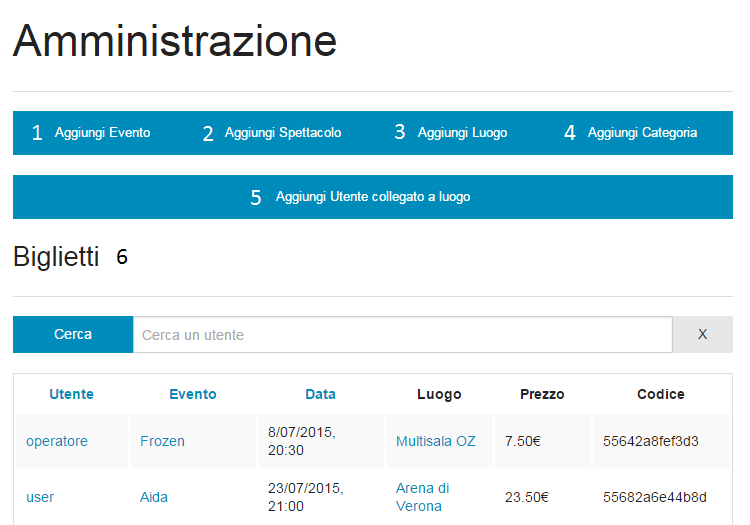 Amministrazione
1 Aggiungi Evento 2 Aggiungi Spettacolo 3 Aggiungi Luogo 4 Aggiungi Categoria
5 Aggiungi Utente collegato a luogo
Biglietti 6
Cerca Cerca un utente X
Utente Evento Data Luogo Prezzo Codice
operatore Frozen 8/07/2015, 20:30 Multisala OZ 7.50€ 55642a8fef3d3
user Aida 23/07/2015, 21:00 Arena di Verona 23.50€ 55682a6e44b8d